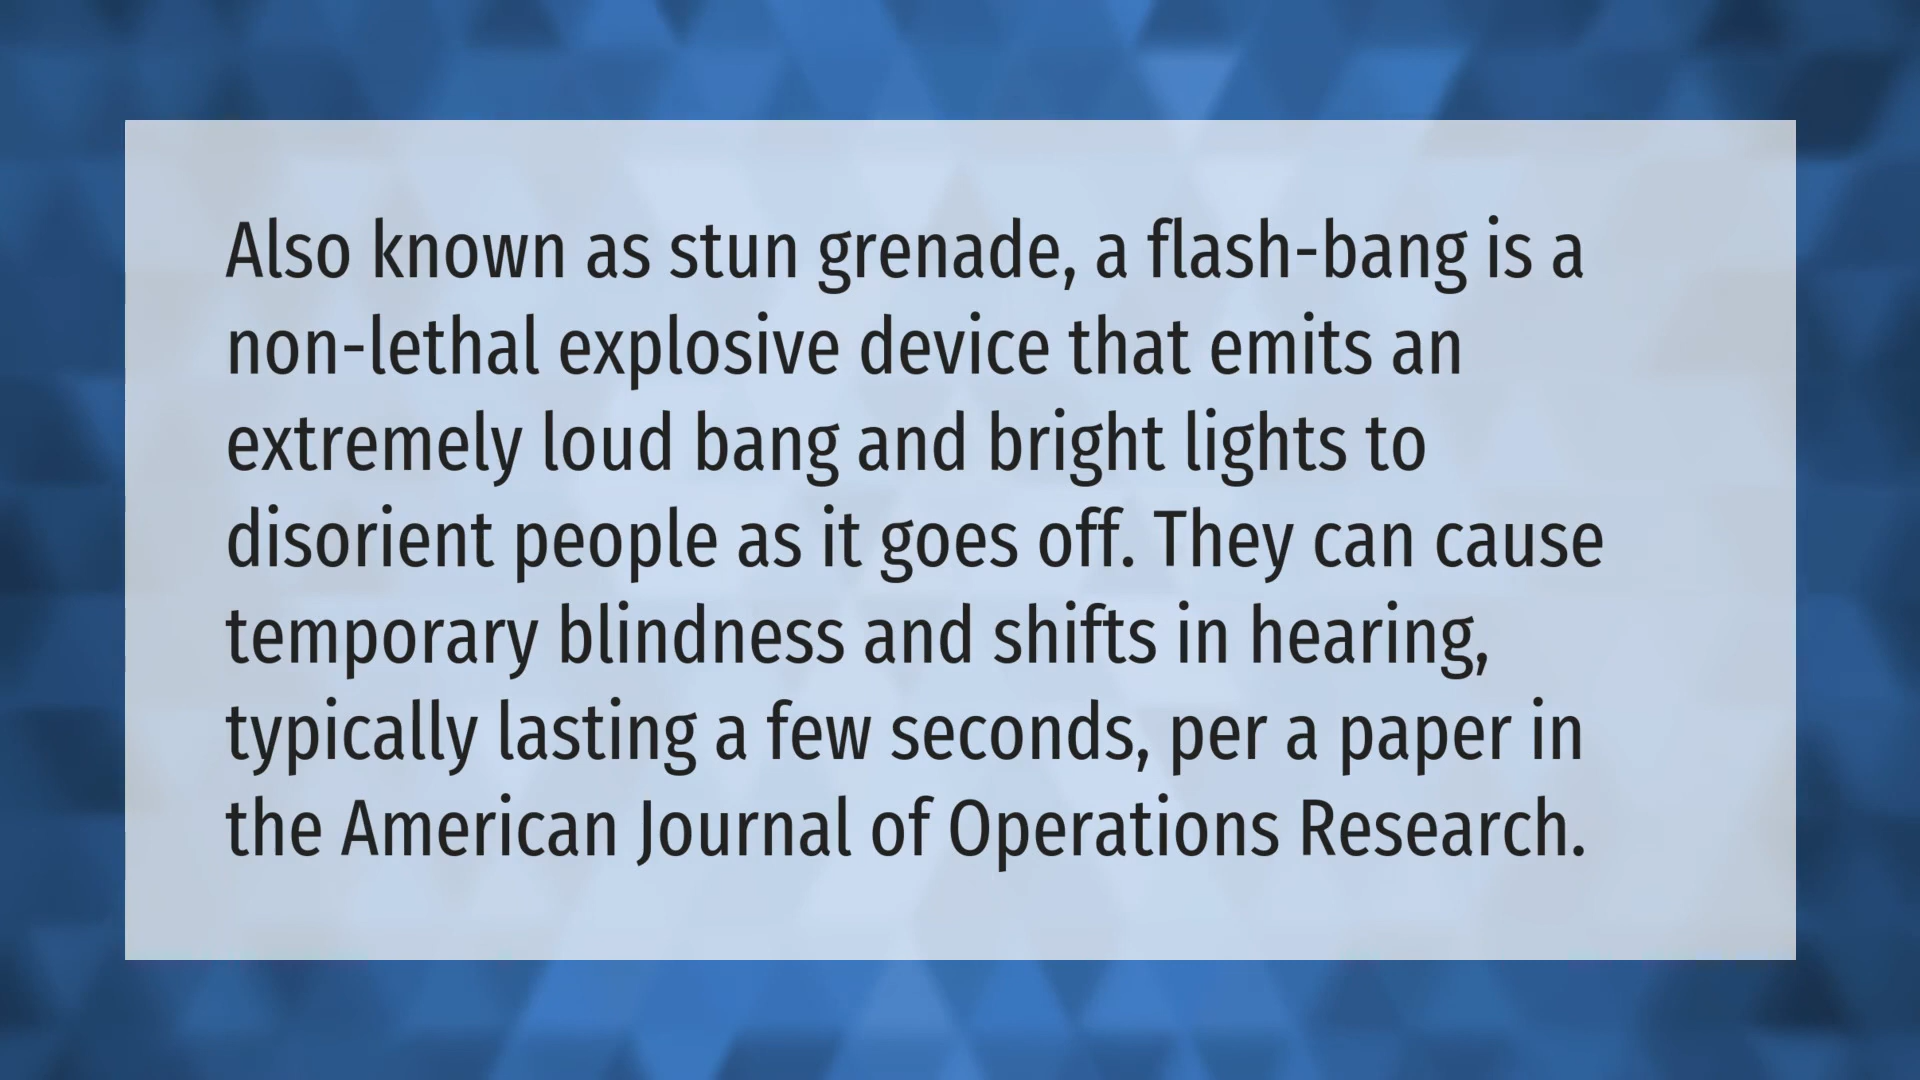 Also known as stun grenade, a flash-bang is a
non-lethal explosive device that emits an
extremely loud bang and bright lights to
disorient people as it goes off. They can cause
temporary blindness and shifts in hearing,
typically lasting a few seconds, per a paper in
the American Journal of Operations Research.